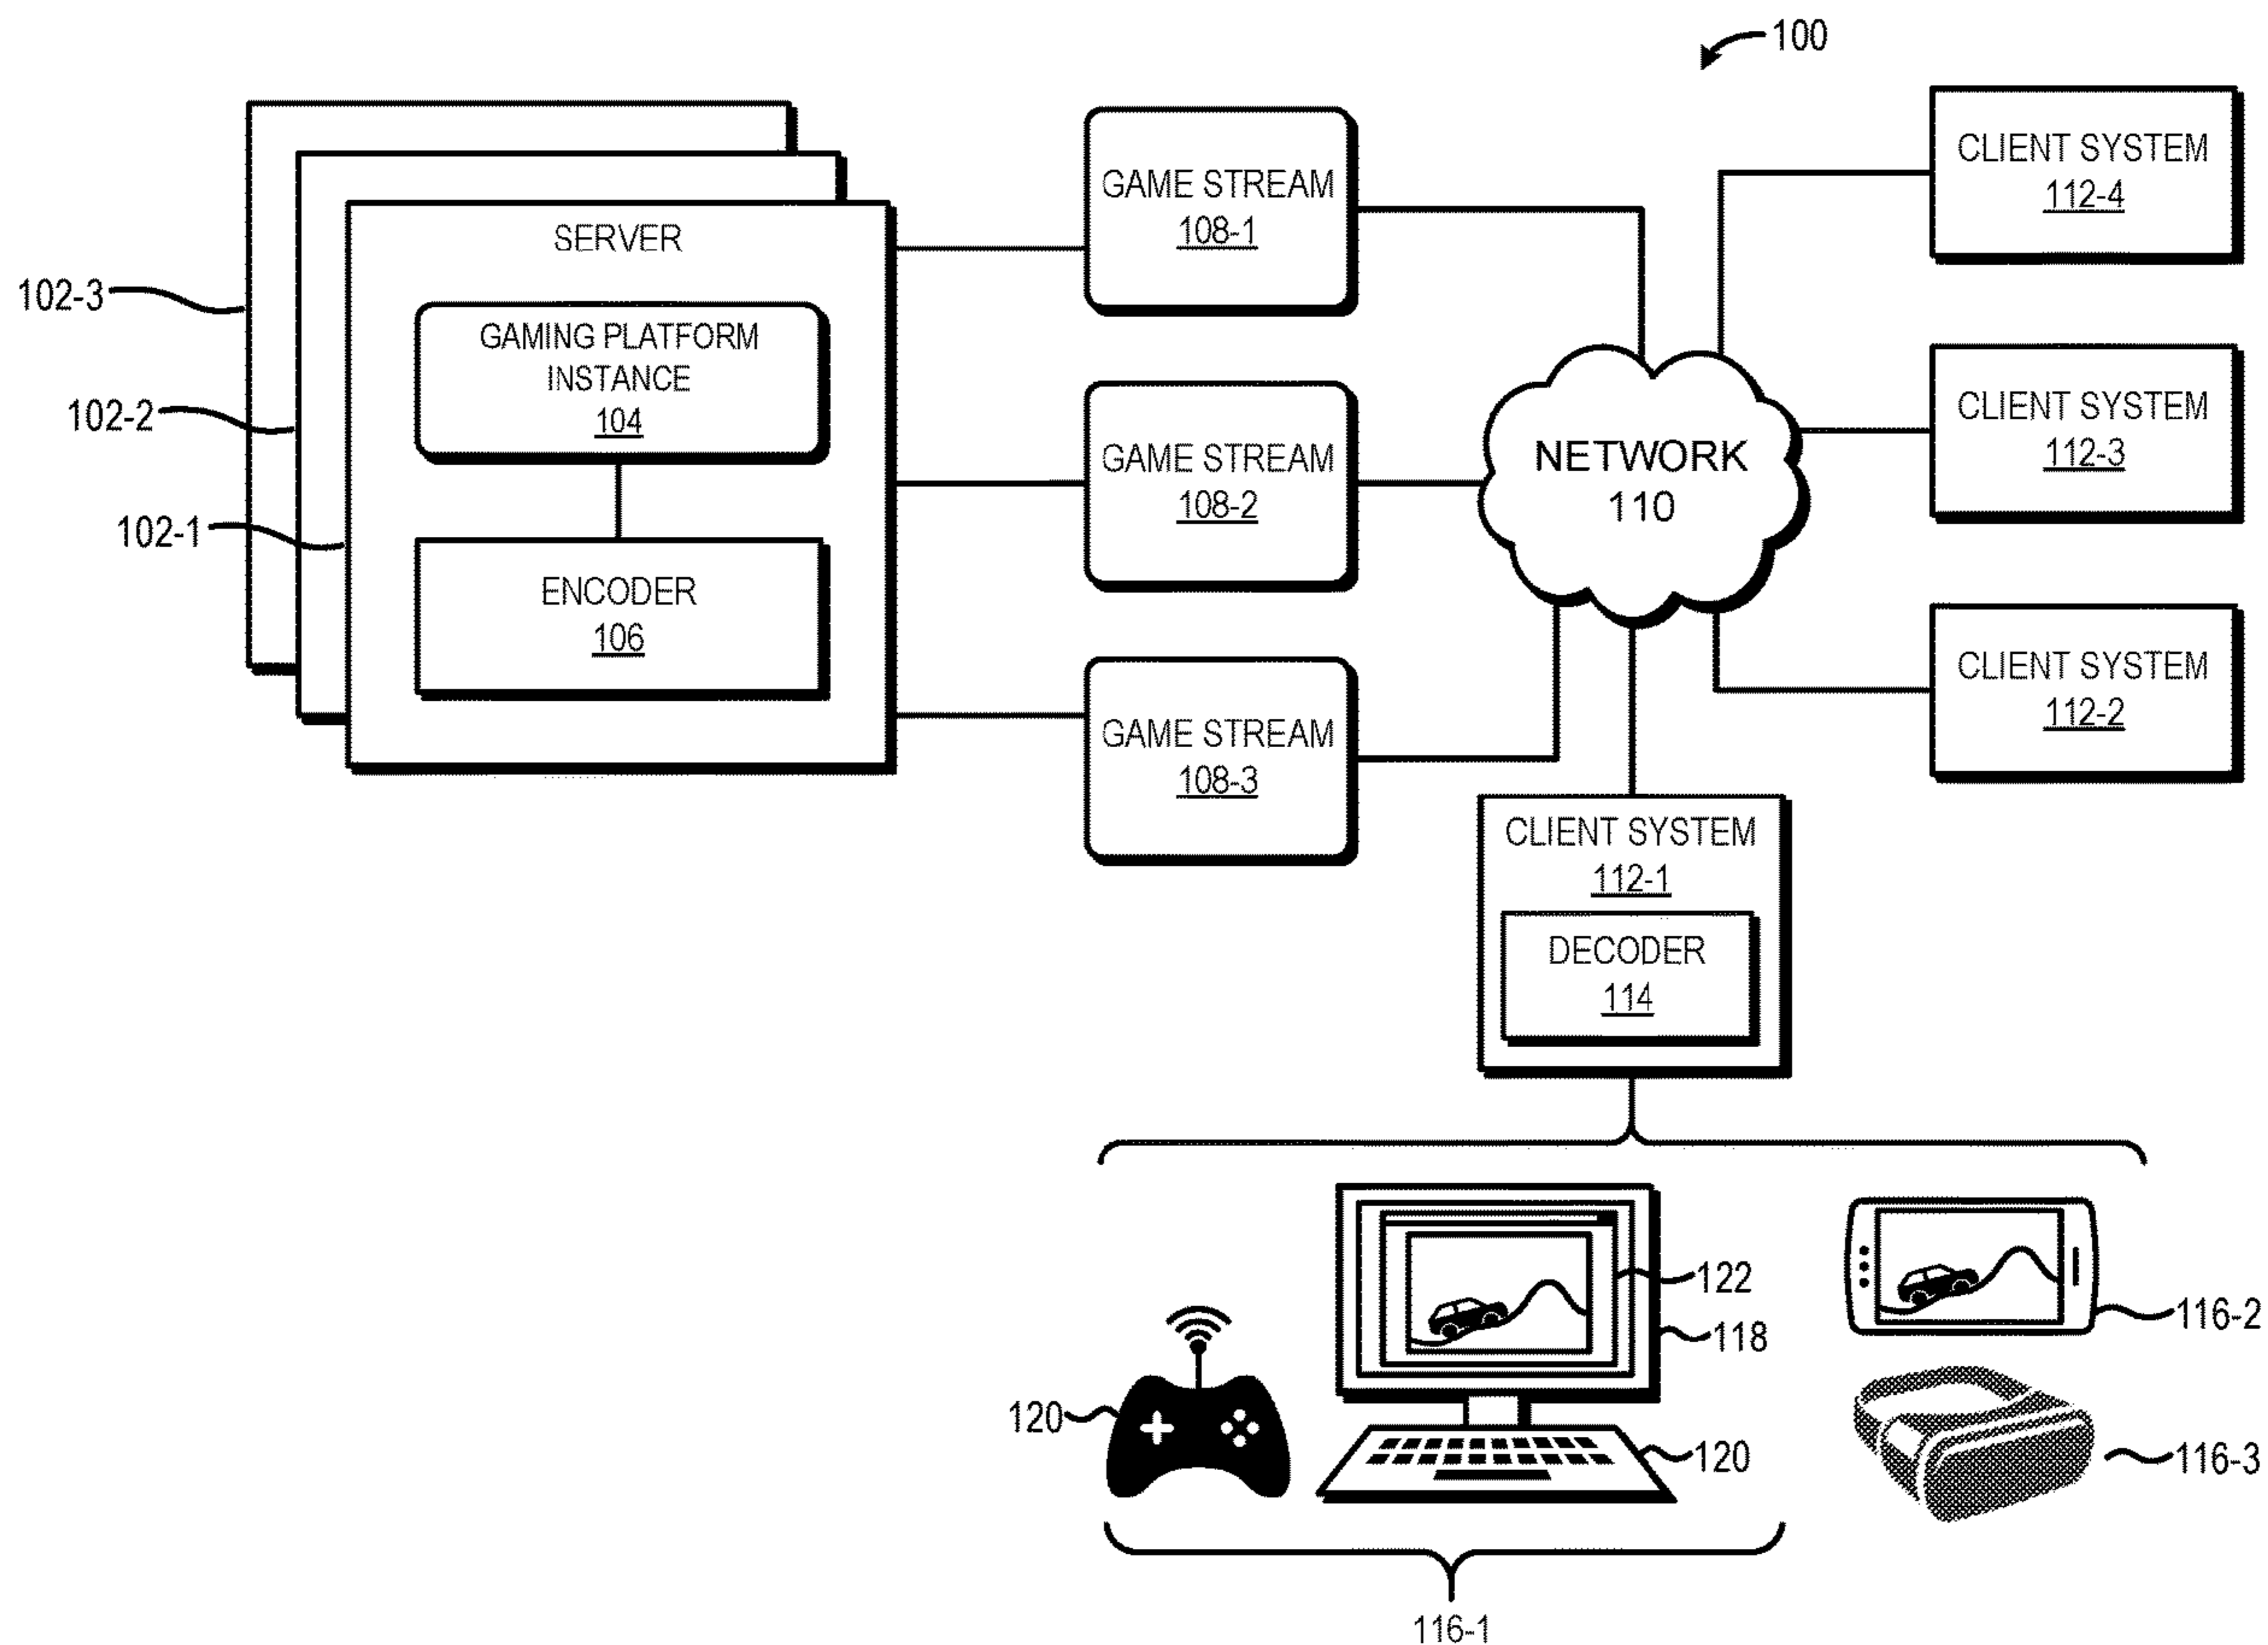 100
SERVER
GAMING PLATFORM
INSTANCE
104
ENCODER
106
102-3
102-2
102-1
GAME STREAM
108-1
GAME STREAM
108-2
GAME STREAM
108-3
NETWORK
110
CLIENT SYSTEM
112-4
CLIENT SYSTEM
112-3
CLIENT SYSTEM
112-2
CLIENT SYSTEM
112-1
DECODER
114
122
118
120
120
116-2
116-3
116-1